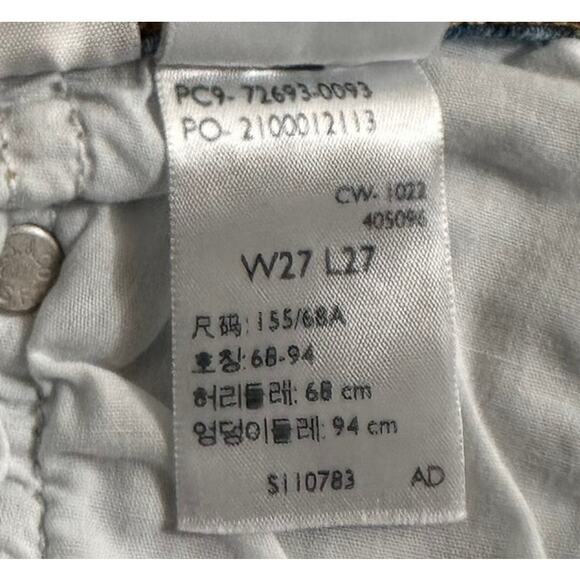 PC9- 72693-0093
PO- 2100012113
CW- 1022
405096
W27 L27
尺码: 155/68A
호칭: 68-94
허리둘레: 68 cm
엉덩이둘레: 94 cm
S110783 AD